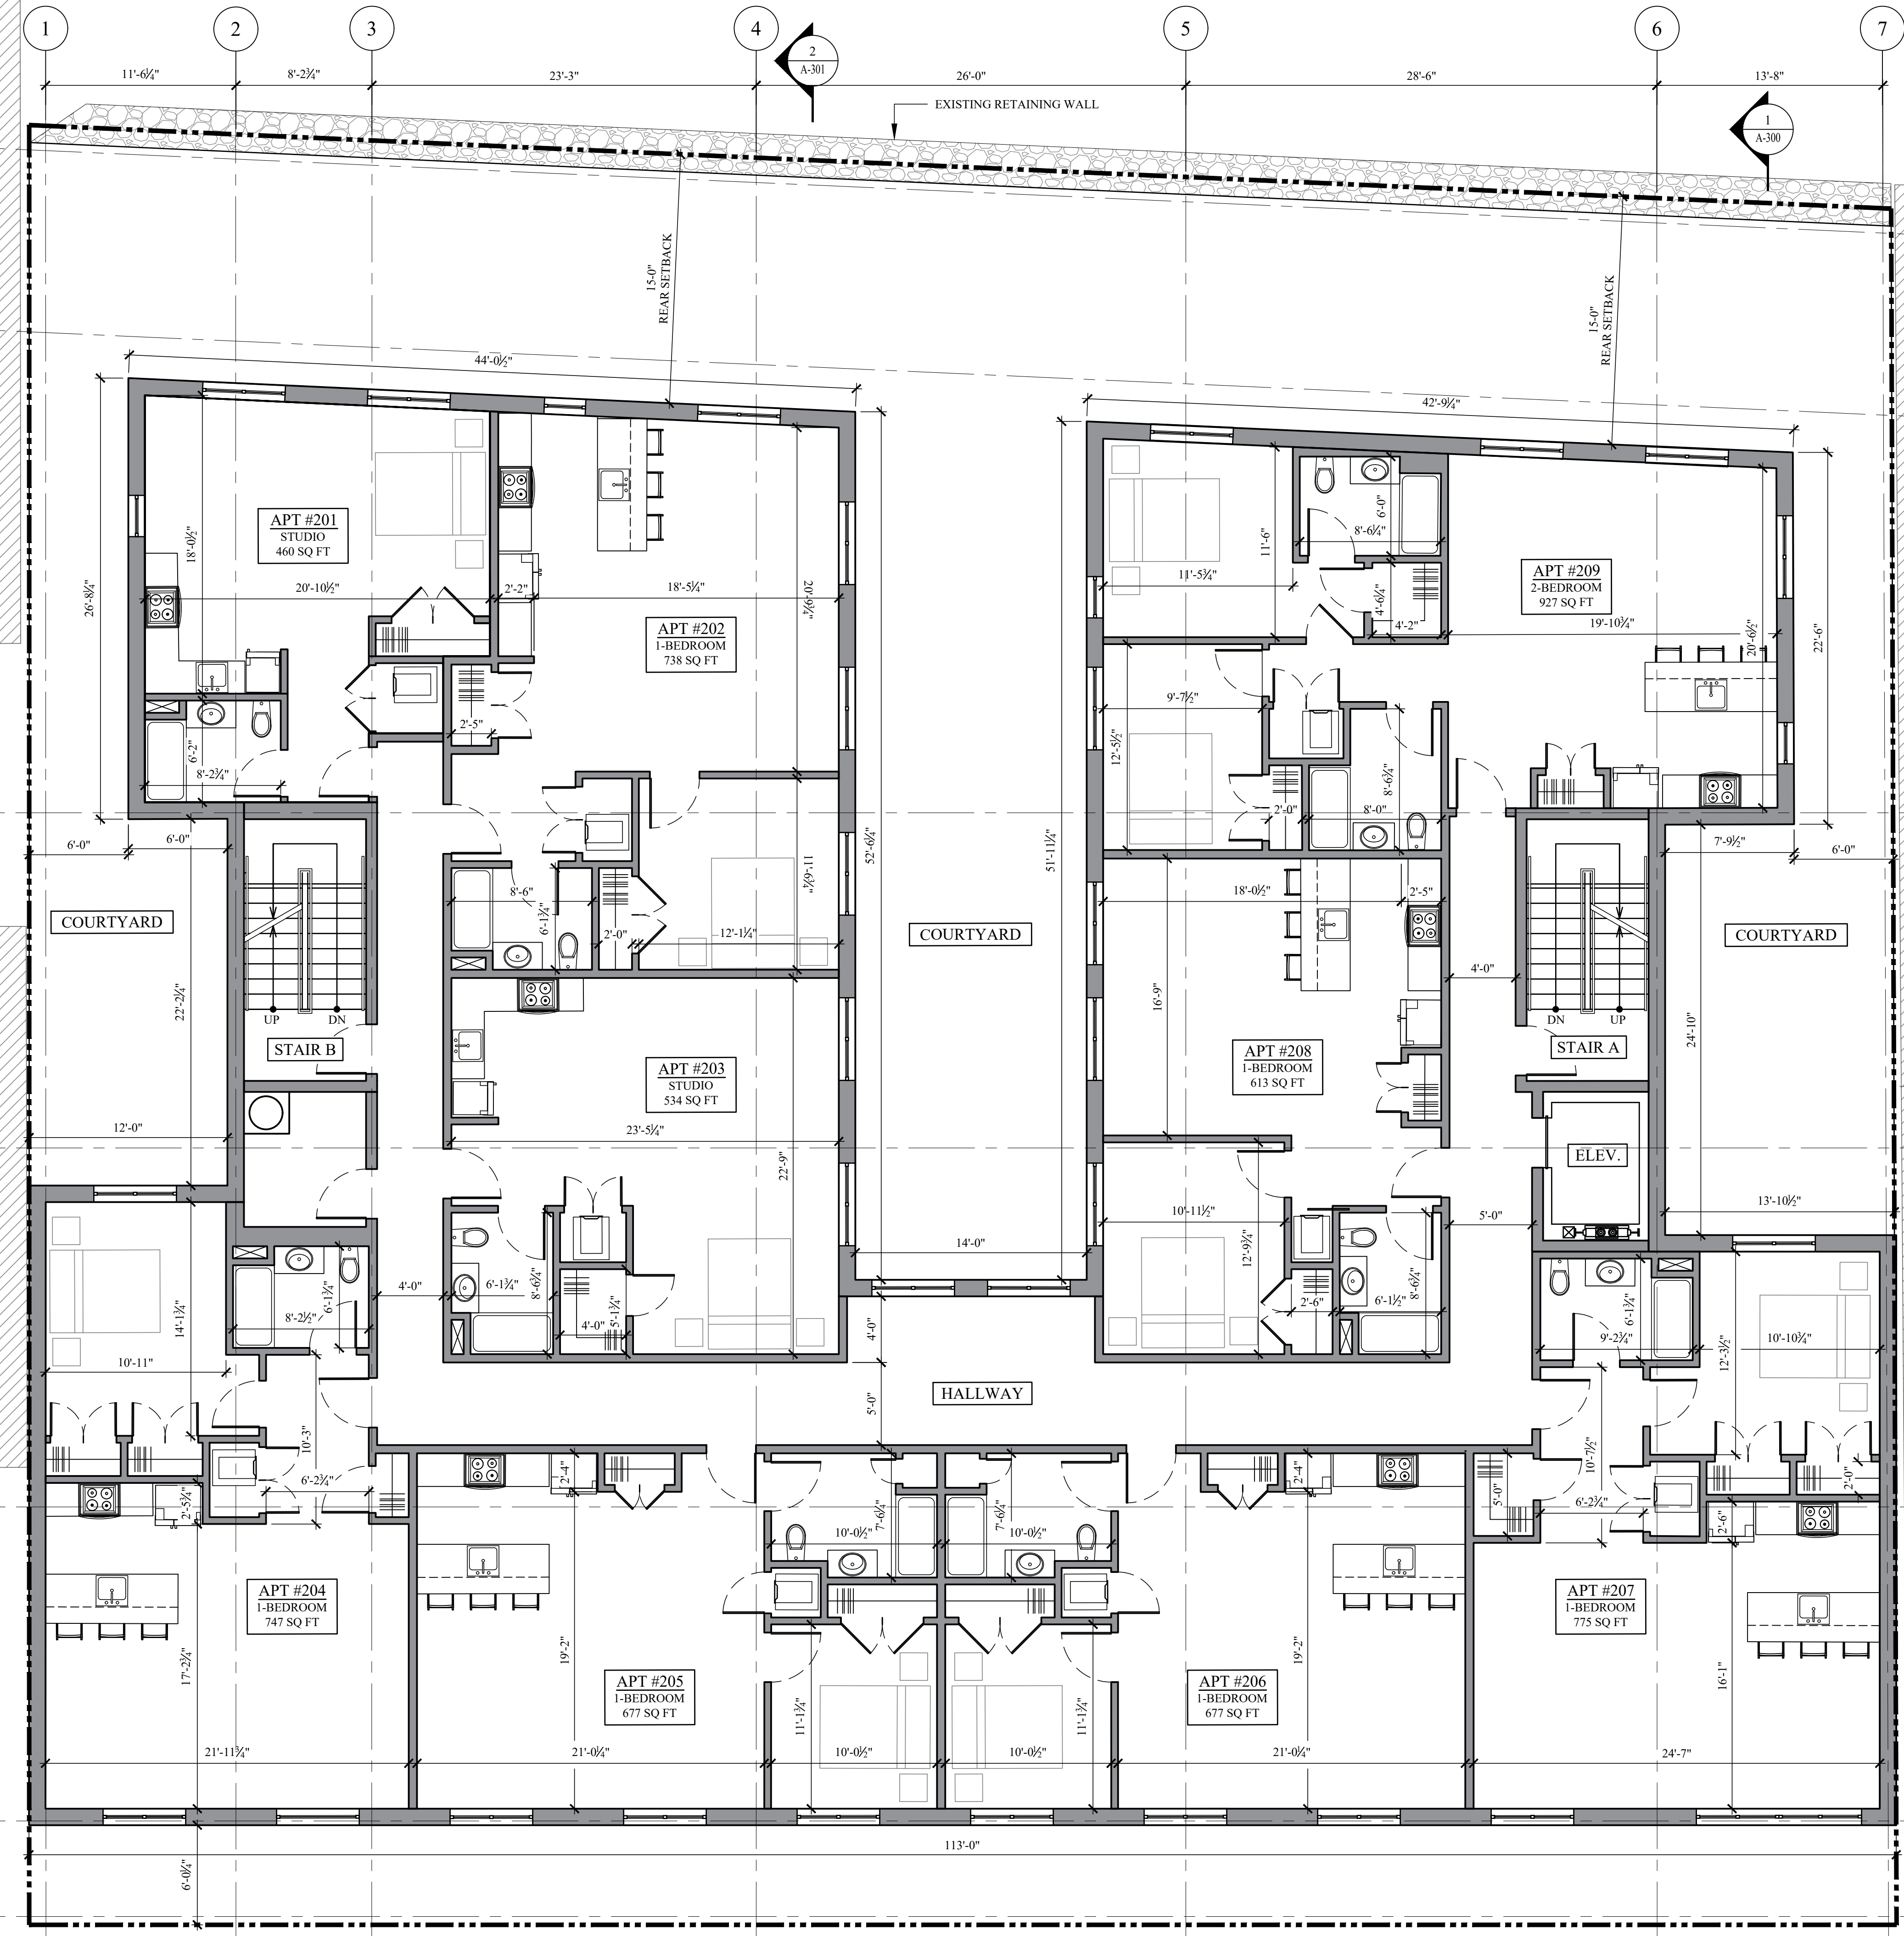 1
2
3
4
5
6
7
2
A-301
1
A-300
11'-6¾"
8'-2¾"
23'-3"
26'-0"
28'-6"
13'-8"
EXISTING RETAINING WALL
15-0"
REAR SETBACK
15-0"
REAR SETBACK
44'-0½"
42'-9¼"
26'-8¼"
18'-0½"
APT #201
STUDIO
460 SQ FT
20'-10½"
2'-2"
18'-5¼"
20'-9¾"
APT #202
1-BEDROOM
738 SQ FT
2'-5"
6'-2"
8'-2¾"
11'-6"
11'-5¾"
6'-0"
8'-6¼"
4'-6¼"
4'-2"
APT #209
2-BEDROOM
927 SQ FT
19'-10¾"
20'-6½"
22'-6"
9'-7½"
12'-5½"
2'-0"
8'-6¾"
8'-0"
6'-0"
6'-0"
52'-6¼"
51'-11¼"
7'-9½"
6'-0"
COURTYARD
UP
DN
STAIR B
8'-6"
6'-1¾"
2'-0"
12'-1¼"
11'-6¾"
COURTYARD
18'-0½"
2'-5"
4'-0"
DN
UP
STAIR A
COURTYARD
22'-2¼"
16'-9"
24'-10"
APT #203
STUDIO
534 SQ FT
APT #208
1-BEDROOM
613 SQ FT
12'-0"
23'-5¼"
22'-9"
ELEV.
13'-10½"
10'-11½"
12'-9¾"
5'-0"
14'-0"
14'-1¾"
10'-11"
6'-1¾"
8'-2½"
4'-0"
6'-1¾"
8'-6¾"
4'-0"
5'-1¾"
4'-0"
2'-6"
6'-1½"
8'-6¾"
6'-1¾"
9'-2¾"
12'-3½"
10'-10¾"
HALLWAY
5'-0"
10'-3"
6'-2¾"
2'-5¾"
2'-4"
7'-6¼"
10'-0½"
7'-6¼"
10'-0½"
2'-4"
5'-0"
10'-7½"
6'-2¾"
2'-6"
2'-0"
APT #204
1-BEDROOM
747 SQ FT
APT #207
1-BEDROOM
775 SQ FT
17'-2¾"
19'-2"
APT #205
1-BEDROOM
677 SQ FT
11'-1¾"
11'-1¾"
APT #206
1-BEDROOM
677 SQ FT
19'-2"
16'-1"
21'-11¾"
21'-0¼"
10'-0½"
10'-0½"
21'-0¼"
24'-7"
113'-0"
6'-0¼"